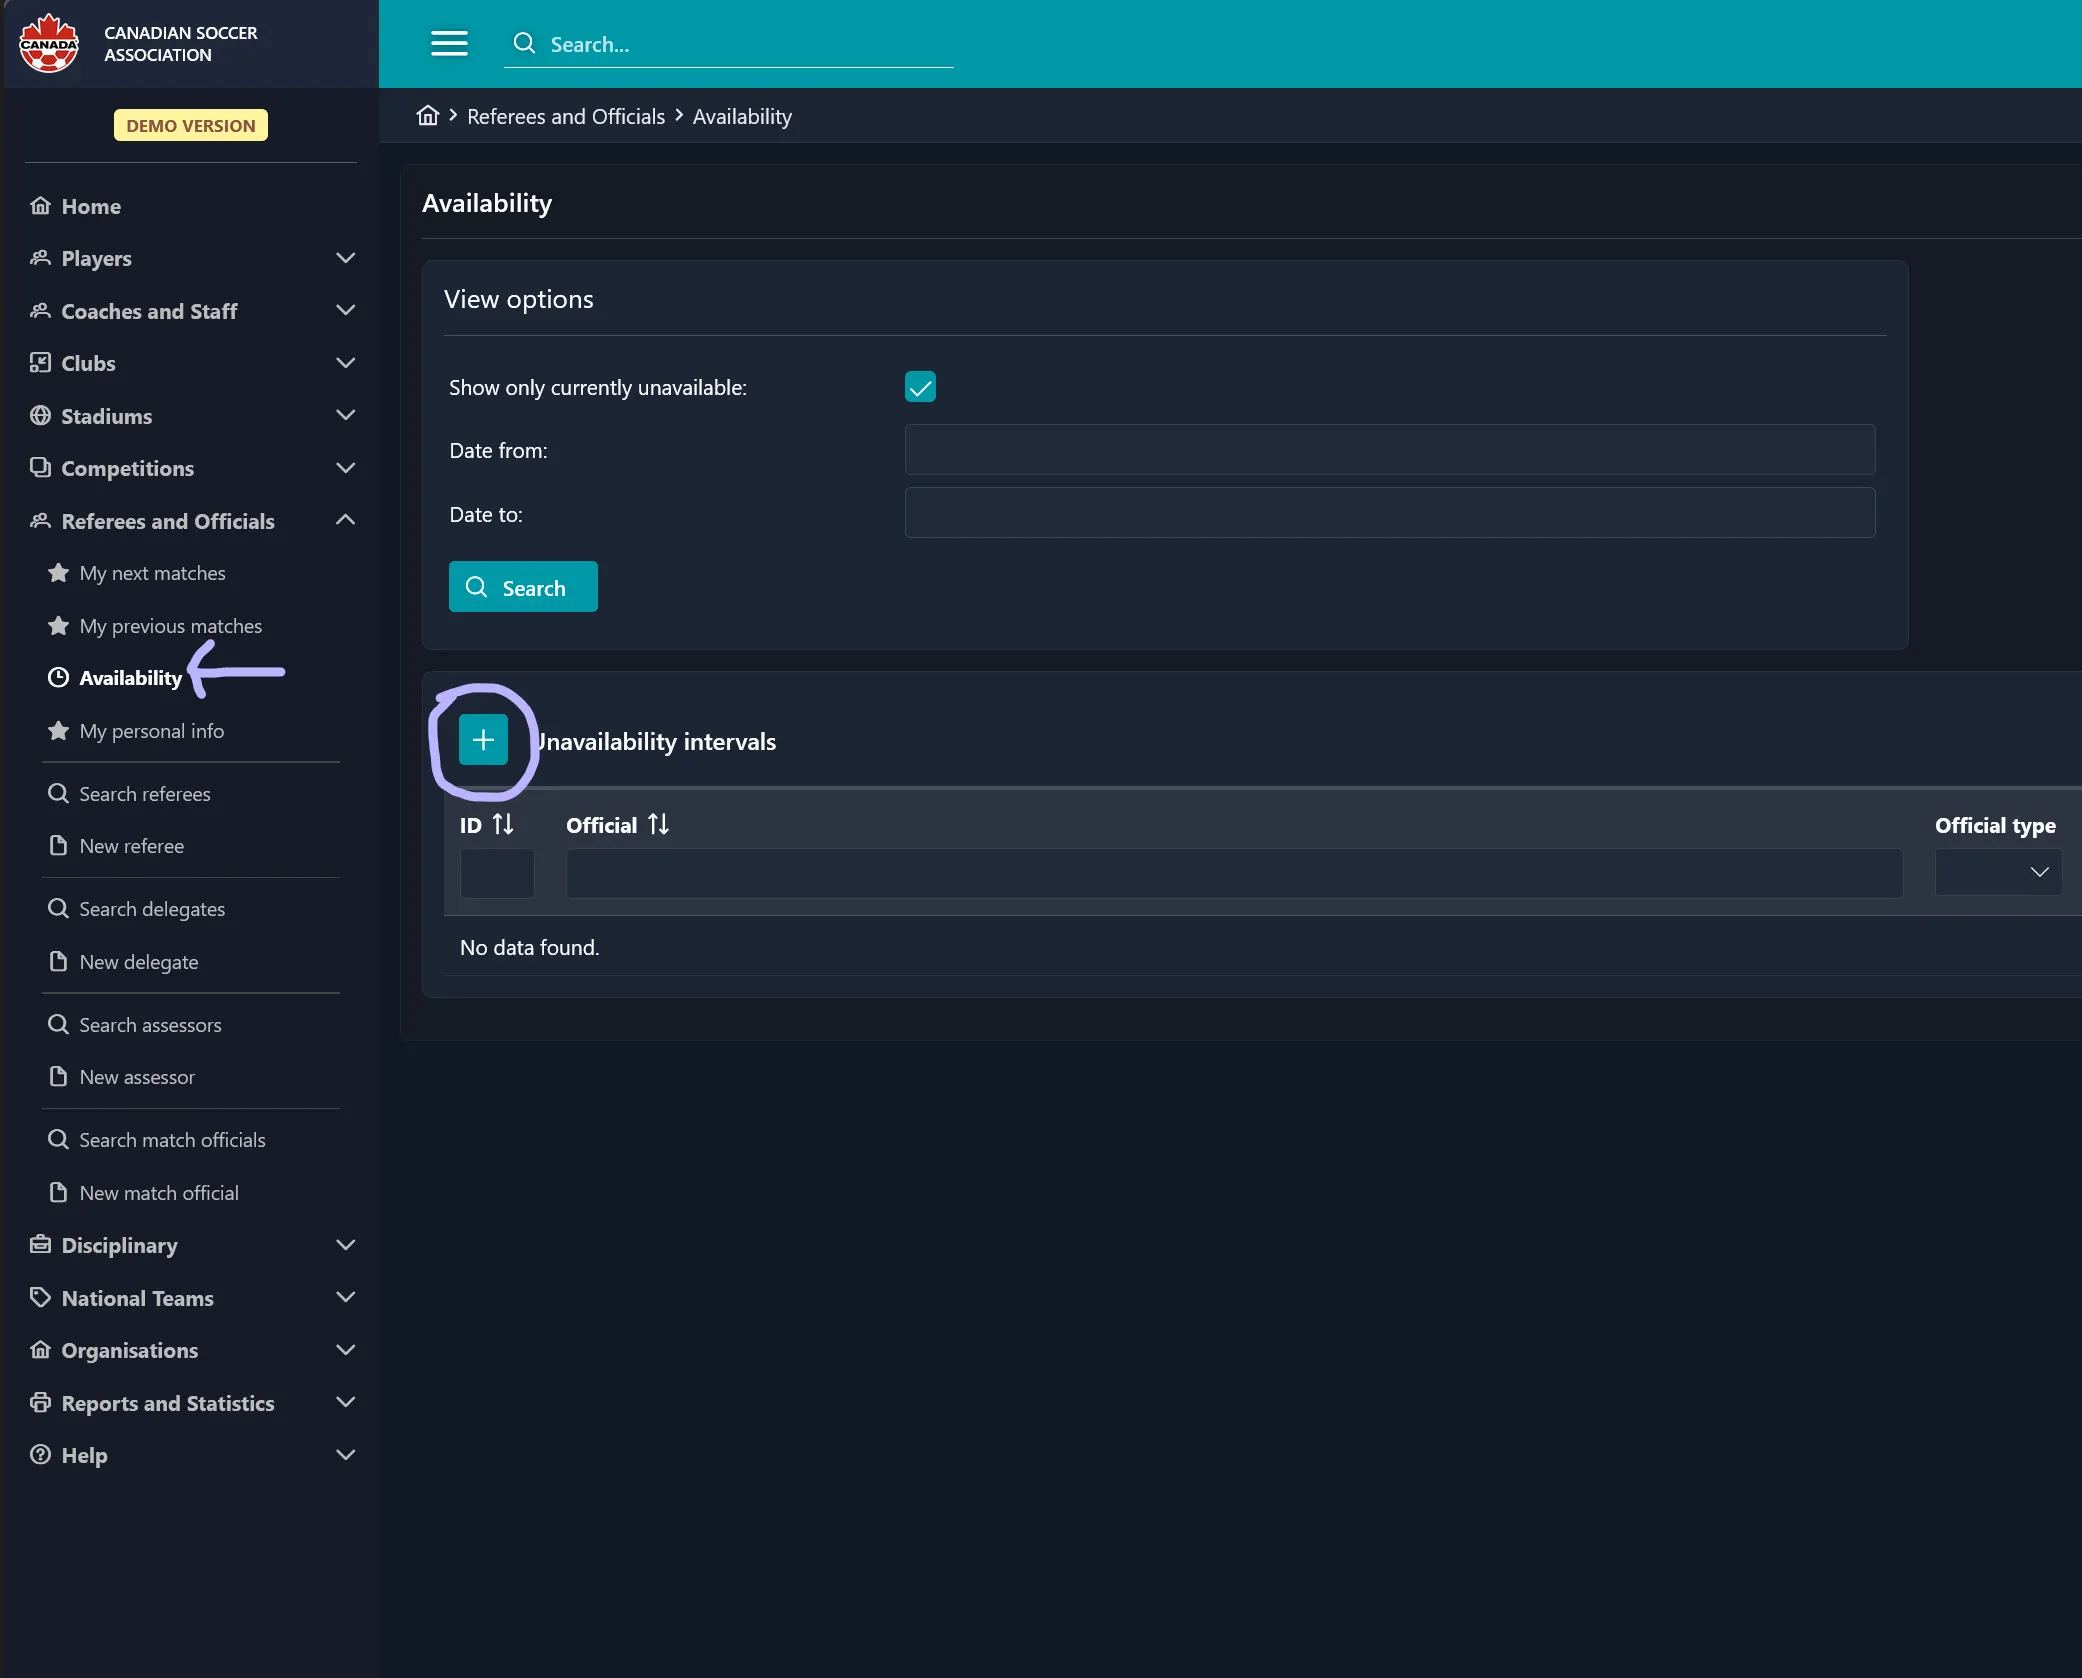 CANADA
CANADIAN SOCCER
ASSOCIATION
DEMO VERSION
Home
Players
Coaches and Staff
Clubs
Stadiums
Competitions
Referees and Officials
My next matches
My previous matches
Availability
My personal info
Search referees
New referee
Search delegates
New delegate
Search assessors
New assessor
Search match officials
New match official
Disciplinary
National Teams
Organisations
Reports and Statistics
Help
Search...
Referees and Officials > Availability
Availability
View options
Show only currently unavailable:
Date from:
Date to:
Search
Unavailability intervals
ID Official Official type
No data found.